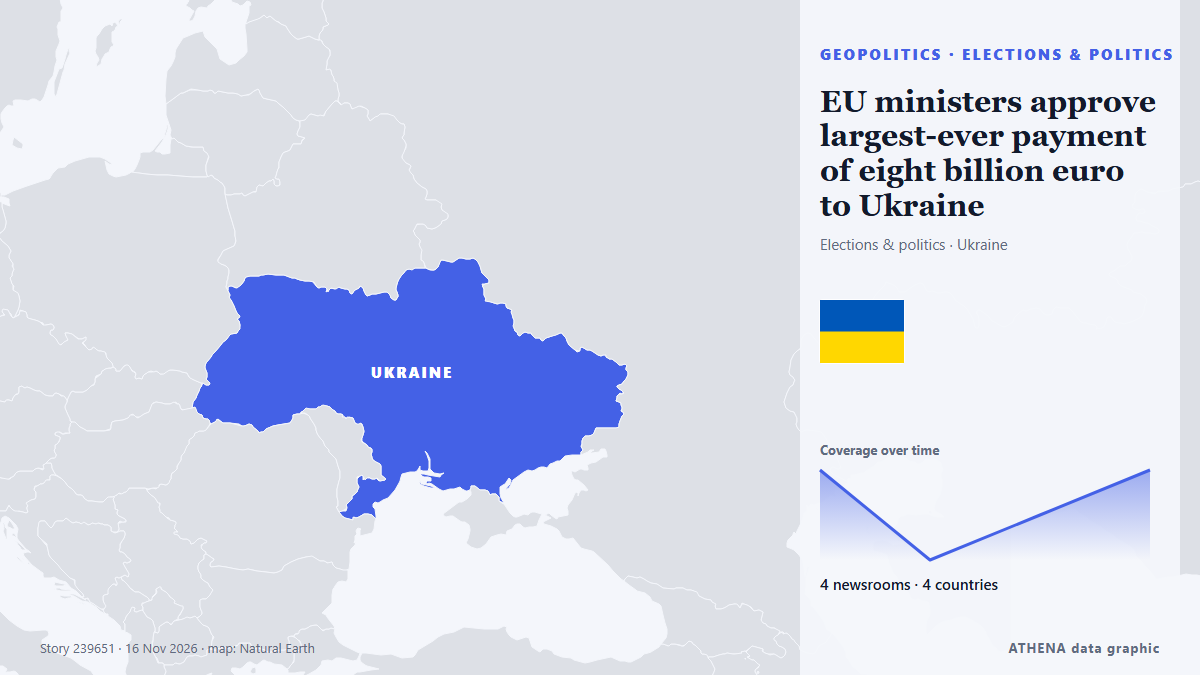 GEOPOLITICS · ELECTIONS & POLITICS
EU ministers approve
largest-ever payment
of eight billion euro
to Ukraine
Elections & politics · Ukraine
UKRAINE
Coverage over time
4 newsrooms · 4 countries
Story 239651 · 16 Nov 2026 · map: Natural Earth
ATHENA data graphic